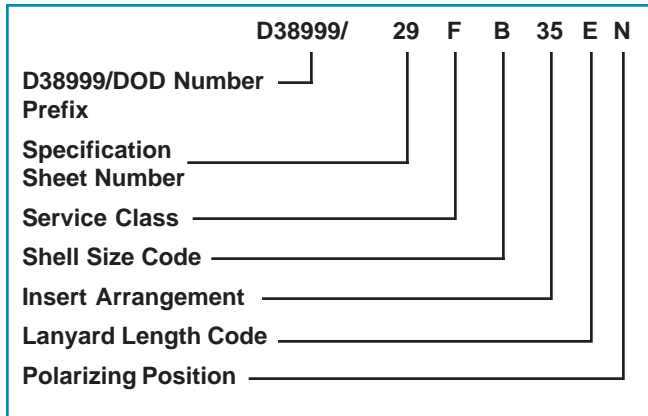 D38999/ 29 F B 35 E N
D38999/DOD Number
Prefix
Specification
Sheet Number
Service Class
Shell Size Code
Insert Arrangement
Lanyard Length Code
Polarizing Position